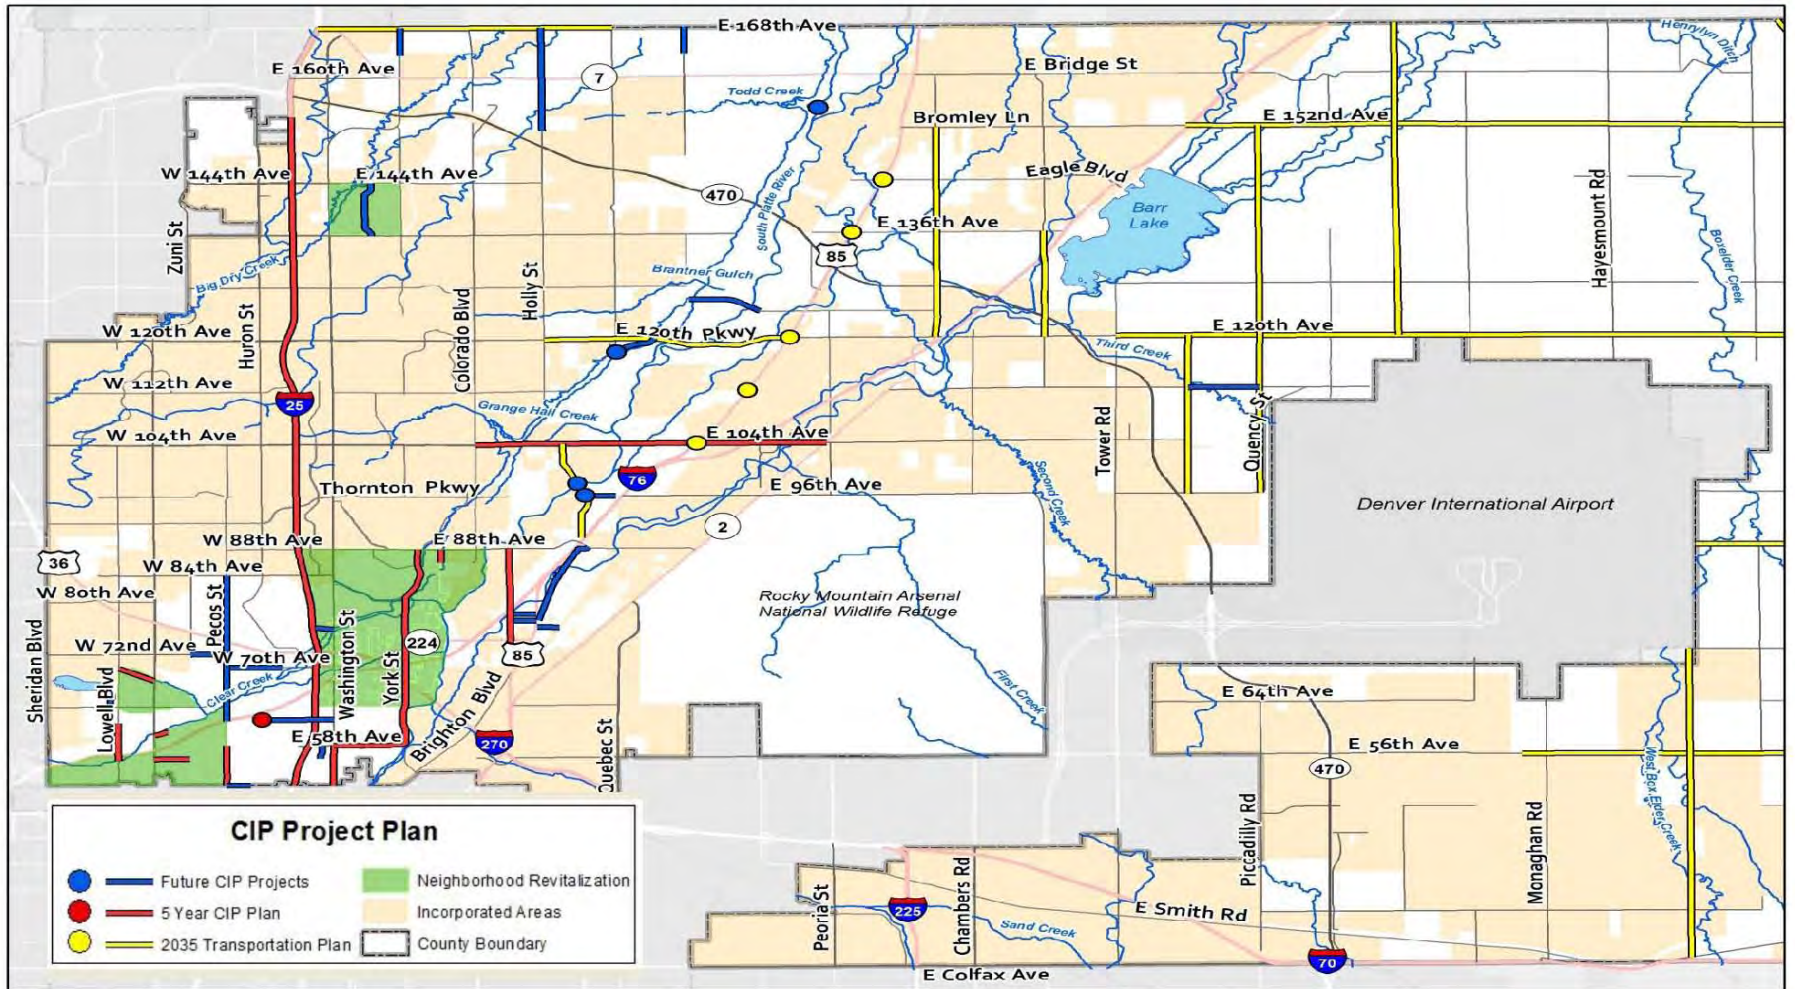 E 168th Ave
E 160th Ave
7
E Bridge St
Henrylyn Ditch
Todd Creek
Bromley Ln
E 152nd Ave
W 144th Ave
E 144th Ave
Eagle Blvd
470
South Platte River
Barr
Lake
Hayesmount Rd
Zuni St
E 136th Ave
85
Boxelder Creek
Big Dry Creek
Brantner Gulch
Holly St
Huron St
Colorado Blvd
W 120th Ave
E 120th Pkwy
E 120th Ave
Third Creek
W 112th Ave
25
Grange Hall Creek
W 104th Ave
E 104th Ave
Tower Rd
Quency St
76
Thornton Pkwy
E 96th Ave
Second Creek
Denver International Airport
2
W 88th Ave
E 88th Ave
36
W 84th Ave
W 80th Ave
Pecos St
Rocky Mountain Arsenal
National Wildlife Refuge
Sheridan Blvd
W 72nd Ave
W 70th Ave
Washington St
224
85
York St
Lowell Blvd
Clear Creek
First Creek
E 64th Ave
E 58th Ave
Brighton Blvd
270
Quebec St
E 56th Ave
470
West Box Elder Creek
Piccadilly Rd
Monaghan Rd
CIP Project Plan
Future CIP Projects
Neighborhood Revitalization
5 Year CIP Plan
Incorporated Areas
2035 Transportation Plan
County Boundary
Peoria St
225
Chambers Rd
E Smith Rd
Sand Creek
70
E Colfax Ave